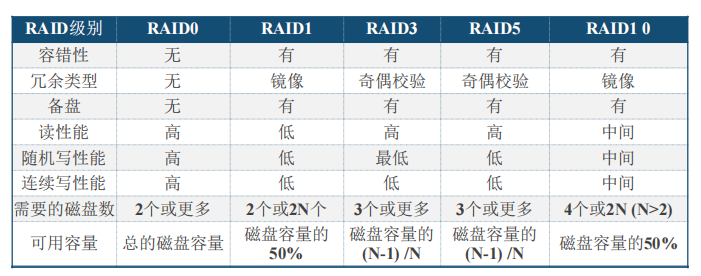 RAID级别 RAID0 RAID1 RAID3 RAID5 RAID1 0
容错性 无 有 有 有 有
冗余类型 无 镜像 奇偶校验 奇偶校验 镜像
备盘 无 有 有 有 有
读性能 高 低 高 高 中间
随机写性能 高 低 最低 低 中间
连续写性能 高 低 低 低 中间
需要的磁盘数 2个或更多 2个或2N个 3个或更多 3个或更多 4个或2N (N>2)
可用容量 总的磁盘容量 磁盘容量的 50% 磁盘容量的 (N-1) /N 磁盘容量的 (N-1) /N 磁盘容量的50%